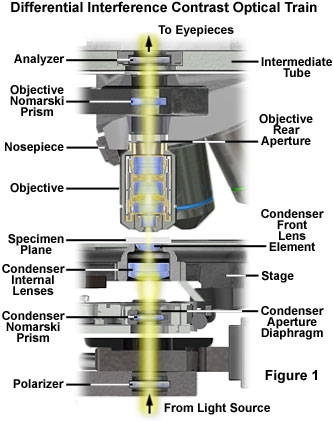 Differential Interference Contrast Optical Train
To Eyepieces
Analyzer
Intermediate
Tube
Objective
Nomarski
Prism
Objective
Rear
Aperture
Nosepiece
Objective
Condenser
Front
Lens
Element
Specimen
Plane
Condenser
Internal
Lenses
Stage
Condenser
Nomarski
Prism
Condenser
Aperture
Diaphragm
Polarizer
Figure 1
From Light Source